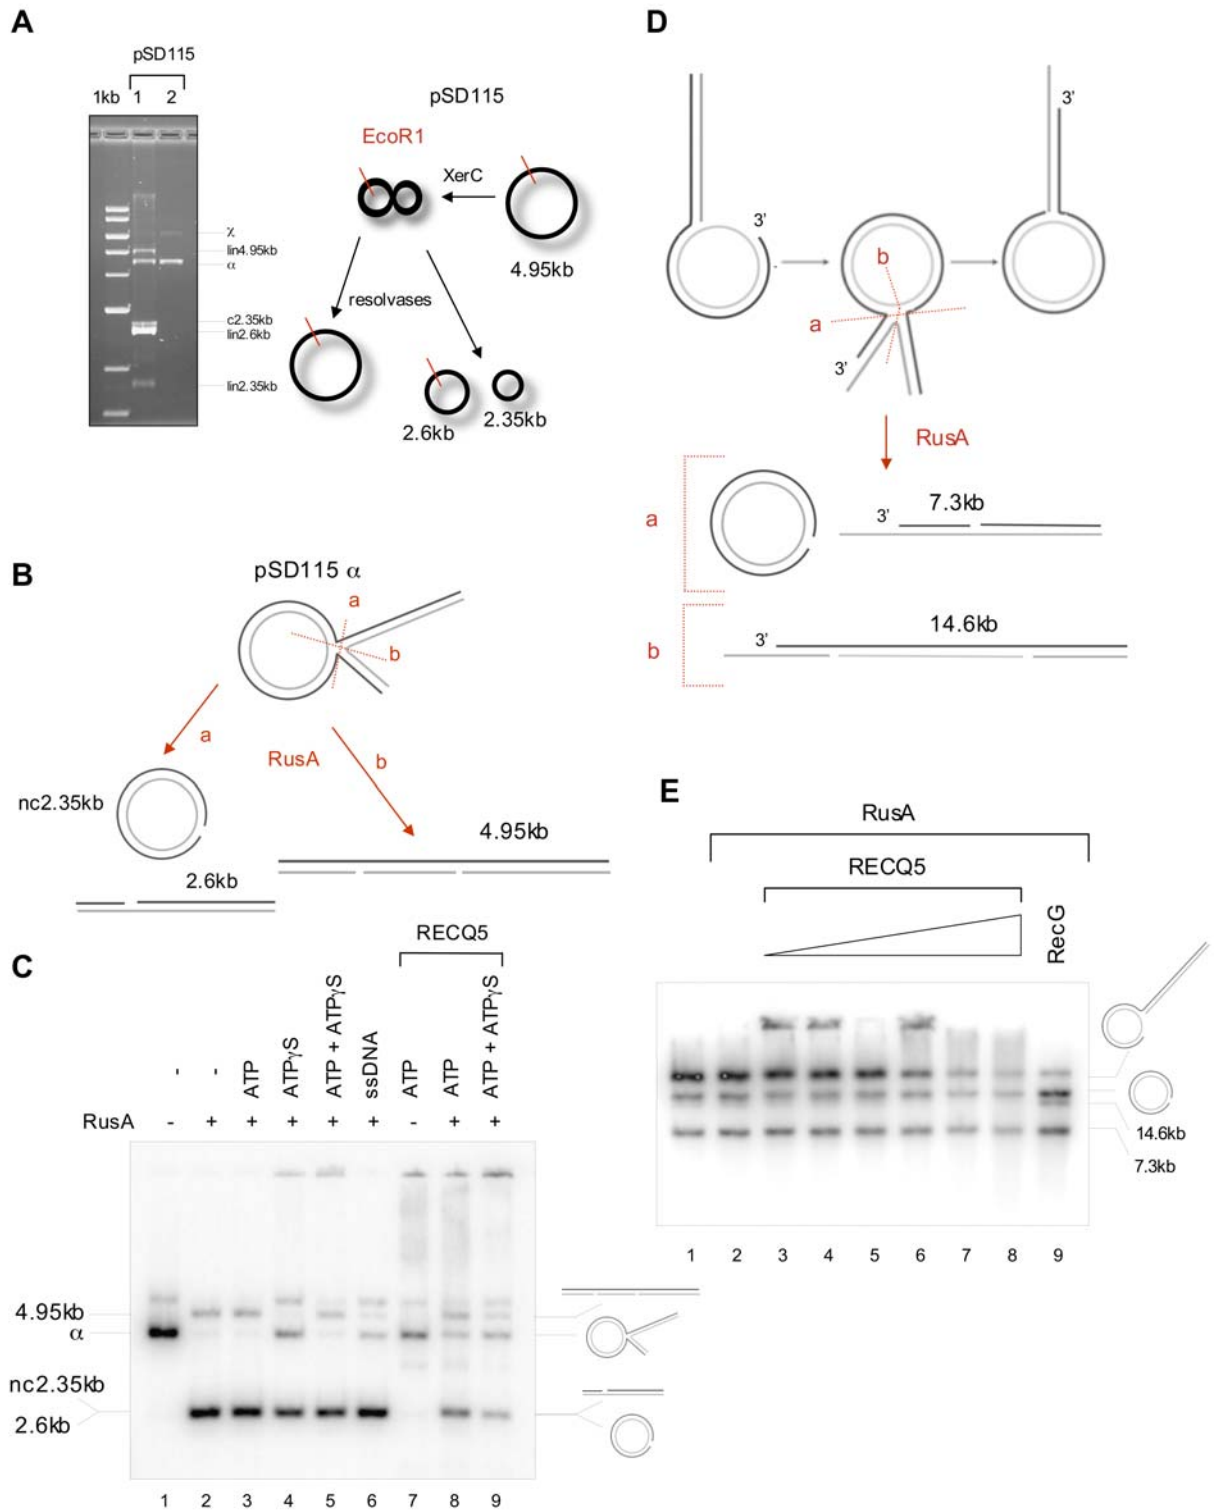 A
pSD115
1kb 1 2
χ
lin4.95kb
α
c2.35kb
lin2.6kb
lin2.35kb
pSD115
EcoR1
XerC
4.95kb
resolvases
2.6kb
2.35kb
B
pSD115 α
a
b
a
RusA
b
nc2.35kb
4.95kb
2.6kb
C
RECQ5
- - ATP ATPγS ATP + ATPγS ssDNA ATP ATP ATP + ATPγS
RusA - + + + + + - + +
4.95kb
α
nc2.35kb
2.6kb
1 2 3 4 5 6 7 8 9
D
3'
3'
b
a
3'
RusA
a
7.3kb
3'
b
14.6kb
3'
E
RusA
RECQ5
RecG
14.6kb
7.3kb
1 2 3 4 5 6 7 8 9